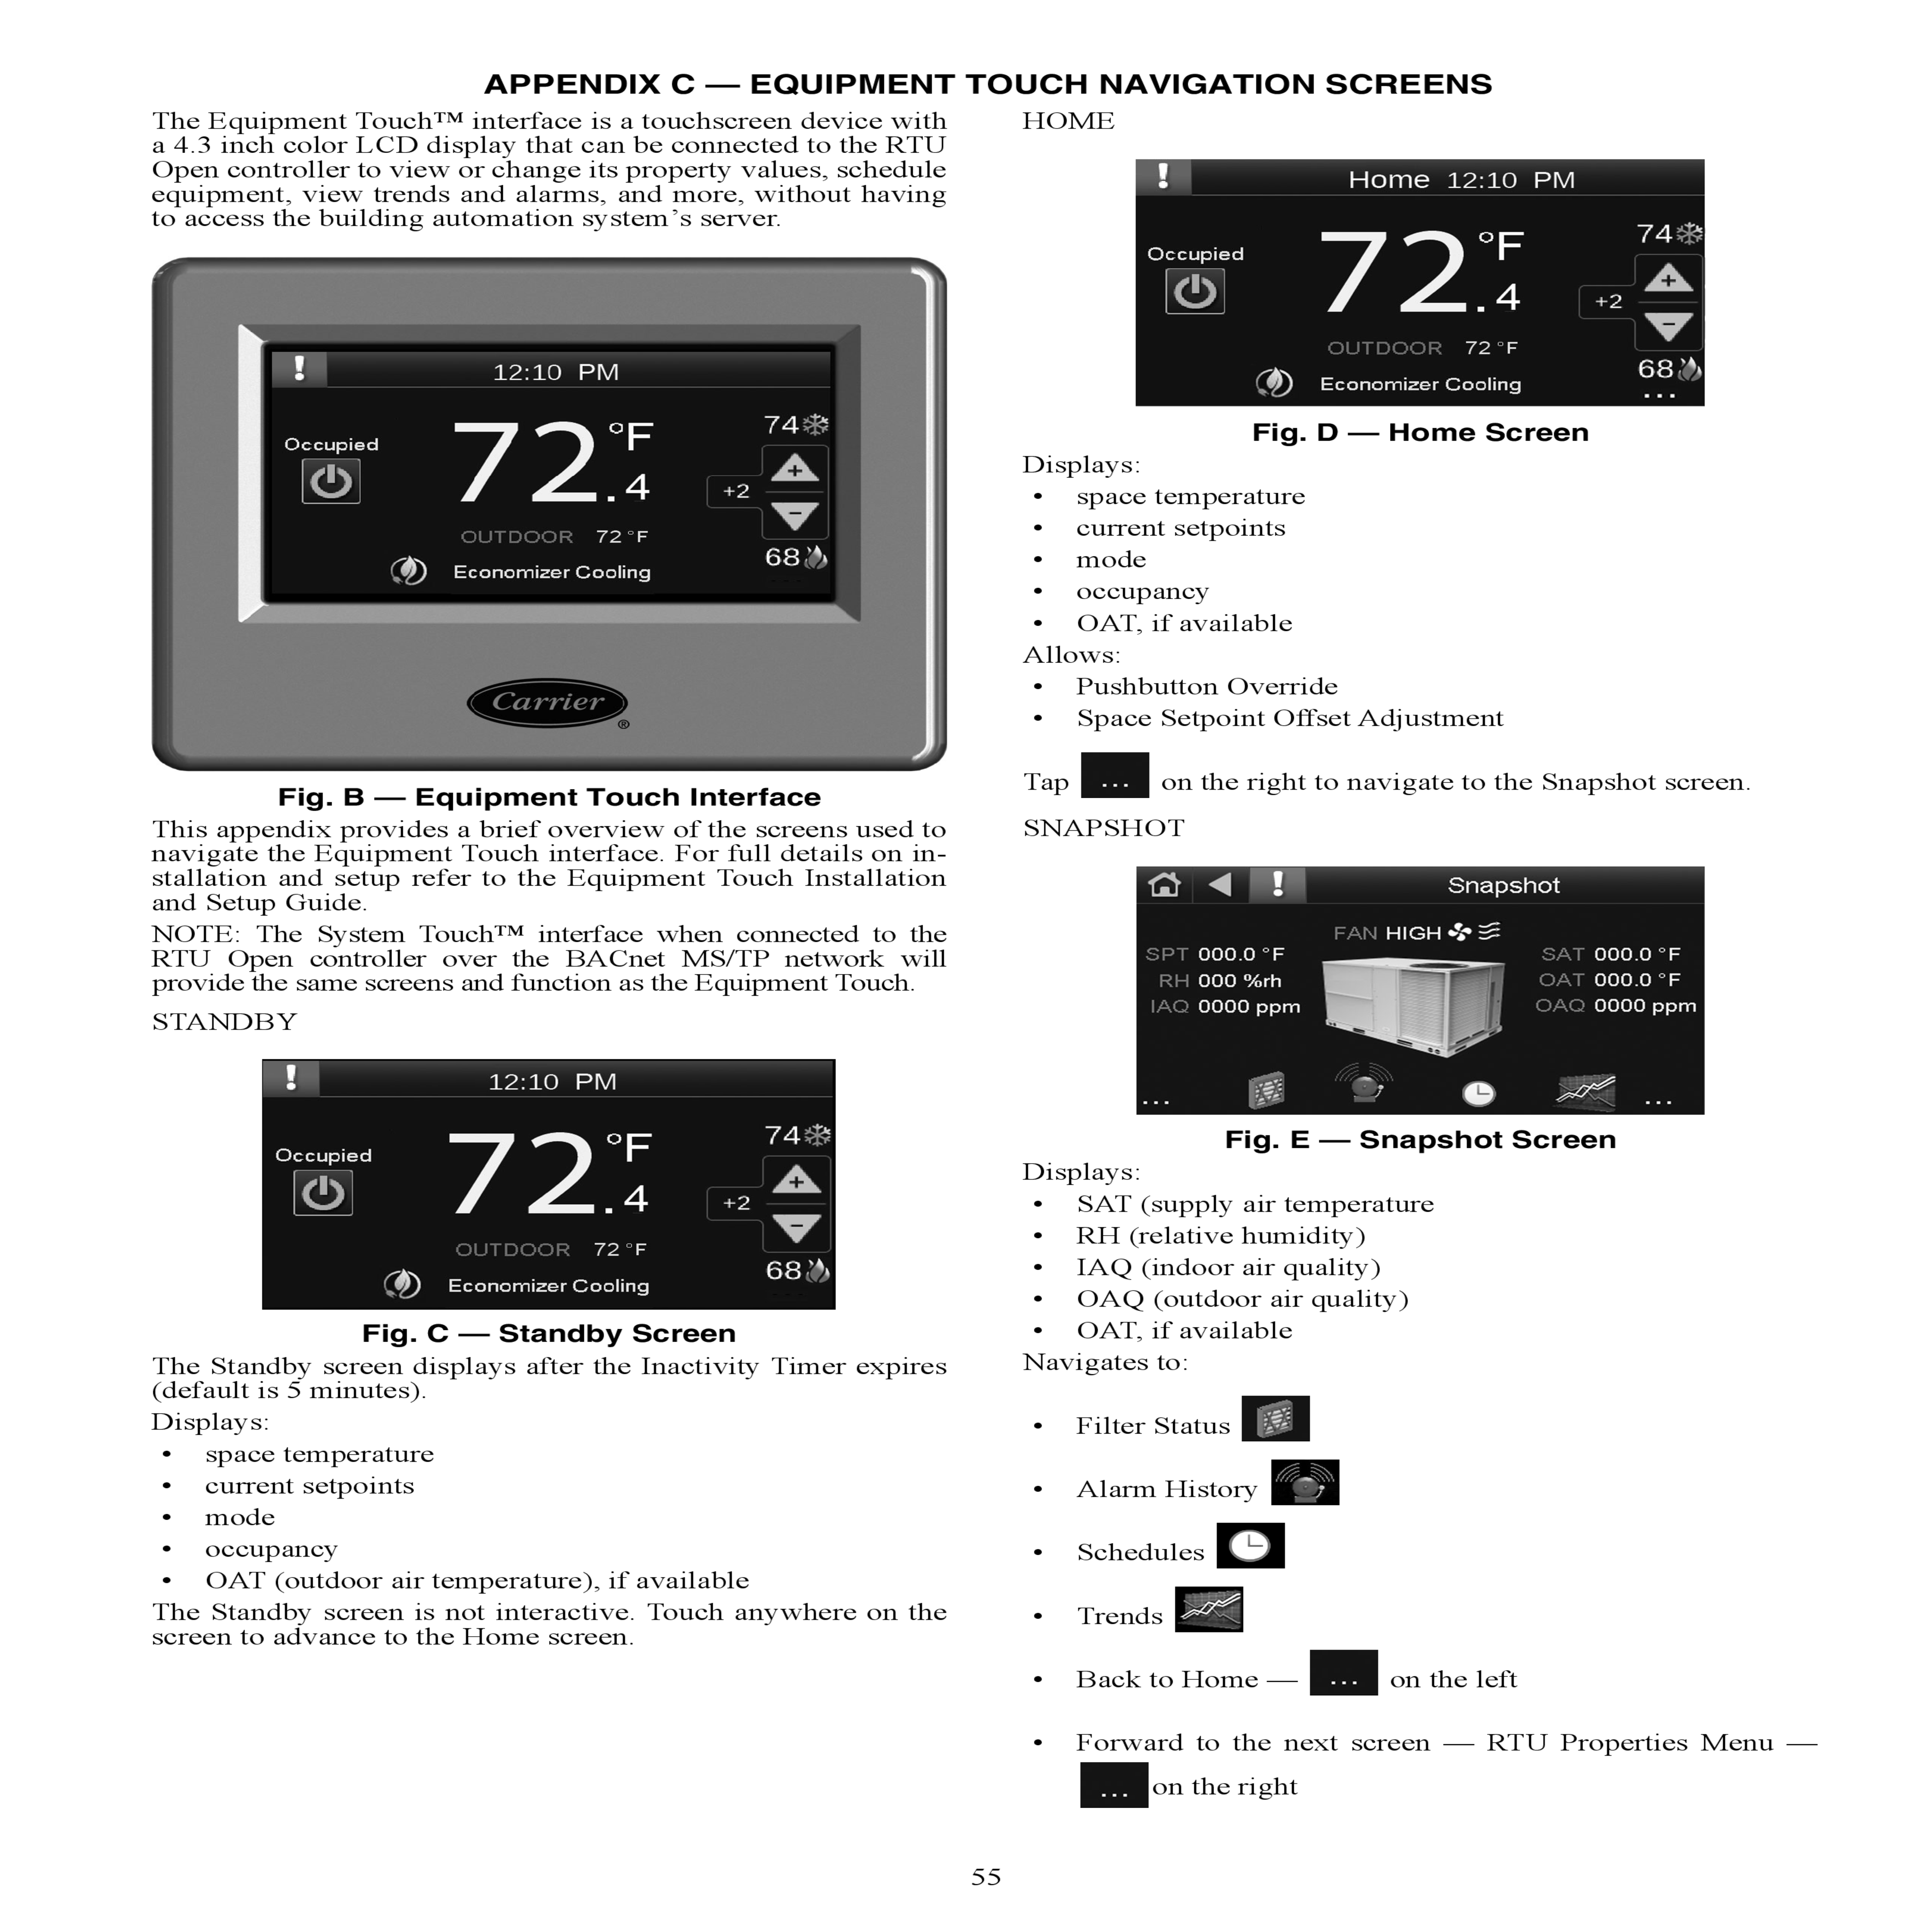 APPENDIX C — EQUIPMENT TOUCH NAVIGATION SCREENS
The Equipment Touch™ interface is a touchscreen device with
a 4.3 inch color LCD display that can be connected to the RTU
Open controller to view or change its property values, schedule
equipment, view trends and alarms, and more, without having
to access the building automation system's server.
!
12:10 PM
74
Occupied
72.4 °F
+
+2
−
OUTDOOR 72 °F
68
Economizer Cooling
Carrier
®
Fig. B — Equipment Touch Interface
This appendix provides a brief overview of the screens used to
navigate the Equipment Touch interface. For full details on in-
stallation and setup refer to the Equipment Touch Installation
and Setup Guide.
NOTE: The System Touch™ interface when connected to the
RTU Open controller over the BACnet MS/TP network will
provide the same screens and function as the Equipment Touch.
STANDBY
!
12:10 PM
74
Occupied
72.4 °F
+
+2
−
OUTDOOR 72 °F
68
Economizer Cooling
Fig. C — Standby Screen
The Standby screen displays after the Inactivity Timer expires
(default is 5 minutes).
Displays:
• space temperature
• current setpoints
• mode
• occupancy
• OAT (outdoor air temperature), if available
The Standby screen is not interactive. Touch anywhere on the
screen to advance to the Home screen.
HOME
!
Home 12:10 PM
74
Occupied
72.4 °F
+
+2
−
OUTDOOR 72 °F
68
Economizer Cooling
...
Fig. D — Home Screen
Displays:
• space temperature
• current setpoints
• mode
• occupancy
• OAT, if available
Allows:
• Pushbutton Override
• Space Setpoint Offset Adjustment
Tap ... on the right to navigate to the Snapshot screen.
SNAPSHOT
!
Snapshot
FAN HIGH
SPT 000.0 °F
SAT 000.0 °F
RH 000 %rh
OAT 000.0 °F
IAQ 0000 ppm
OAQ 0000 ppm
... ...
Fig. E — Snapshot Screen
Displays:
• SAT (supply air temperature
• RH (relative humidity)
• IAQ (indoor air quality)
• OAQ (outdoor air quality)
• OAT, if available
Navigates to:
• Filter Status
• Alarm History
• Schedules
• Trends
• Back to Home — ... on the left
• Forward to the next screen — RTU Properties Menu —
... on the right
55